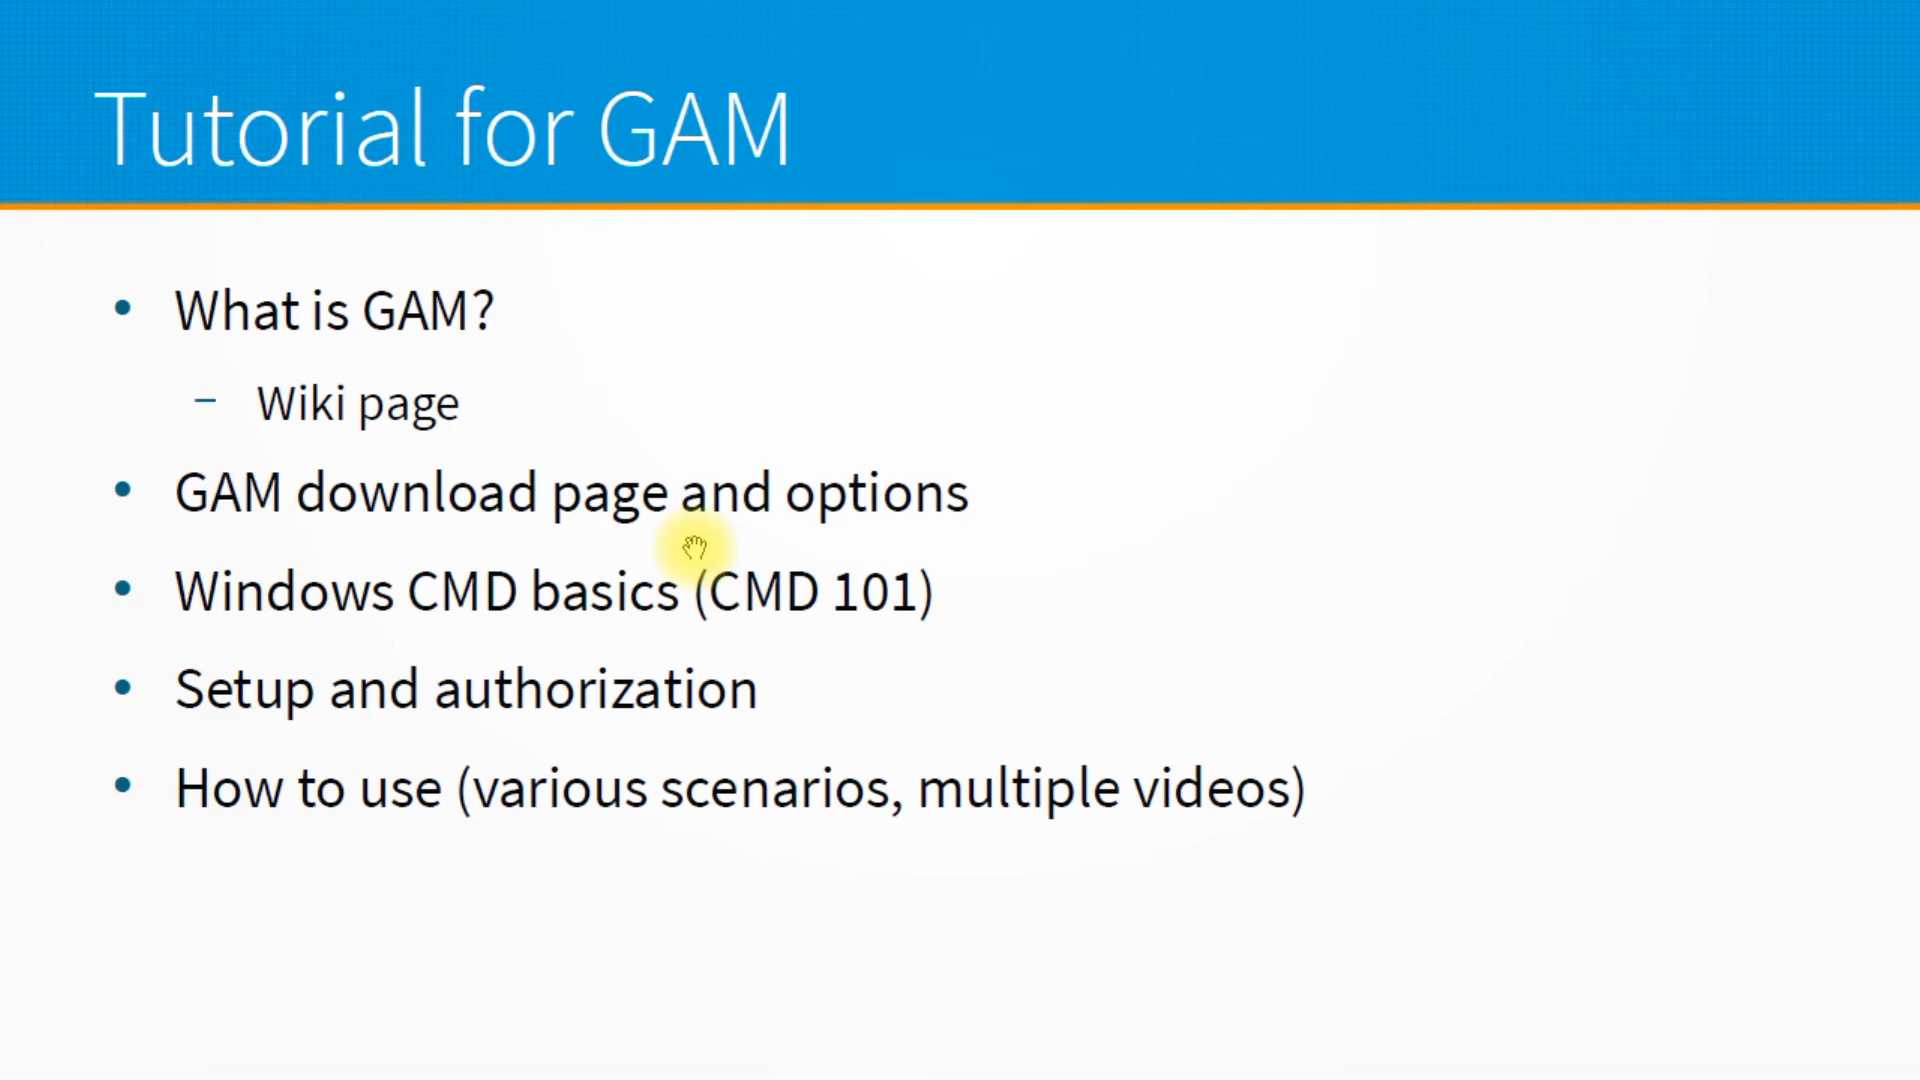 Tutorial for GAM
• What is GAM?
– Wiki page
• GAM download page and options
• Windows CMD basics (CMD 101)
• Setup and authorization
• How to use (various scenarios, multiple videos)